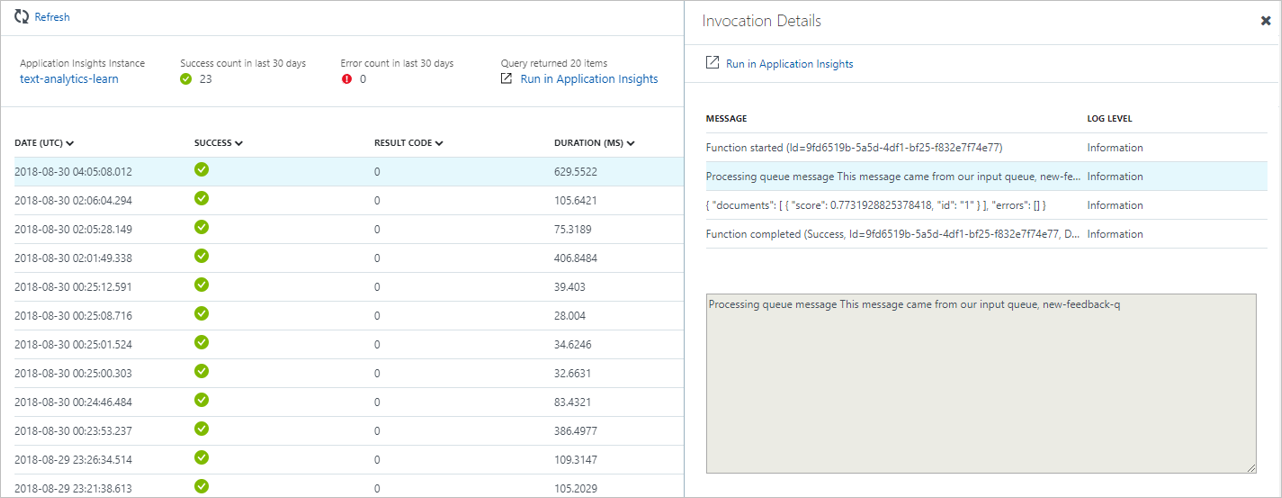 Refresh
Application Insights Instance Success count in last 30 days Error count in last 30 days Query returned 20 items
text-analytics-learn 23 0 Run in Application Insights
DATE (UTC) SUCCESS RESULT CODE DURATION (MS)
2018-08-30 04:05:08.012 0 629.5522
2018-08-30 02:06:04.294 0 105.6421
2018-08-30 02:05:28.149 0 75.3189
2018-08-30 02:01:49.338 0 406.8484
2018-08-30 00:25:12.591 0 39.403
2018-08-30 00:25:08.716 0 28.004
2018-08-30 00:25:01.524 0 34.6246
2018-08-30 00:25:00.303 0 32.6631
2018-08-30 00:24:46.484 0 83.4321
2018-08-30 00:23:53.237 0 386.4977
2018-08-29 23:26:34.514 0 109.3147
2018-08-29 23:21:38.613 0 105.2029
Invocation Details
Run in Application Insights
MESSAGE LOG LEVEL
Function started (Id=9fd6519b-5a5d-4df1-bf25-f832e7f74e77) Information
Processing queue message This message came from our input queue, new-fe... Information
{ "documents": [ { "score": 0.7731928825378418, "id": "1" } ], "errors": [] } Information
Function completed (Success, Id=9fd6519b-5a5d-4df1-bf25-f832e7f74e77, D... Information
Processing queue message This message came from our input queue, new-feedback-q